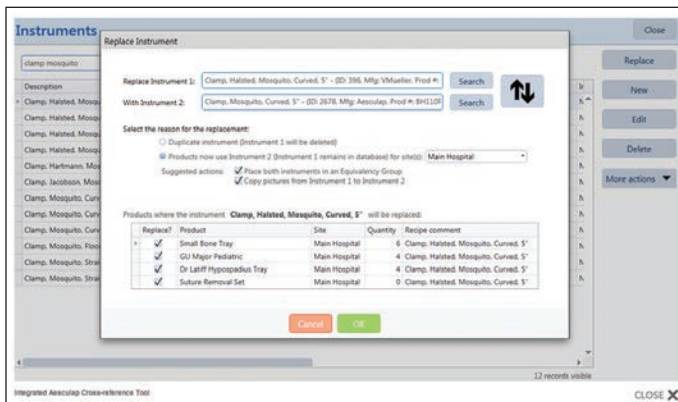 Instruments
Close
Replace Instrument
clamp mosquito
Replace
Description
Replace Instrument 1: Clamp, Halsted, Mosquito, Curved, 5" - (ID: 396, Mfg: VMueller, Prod #: Search
With Instrument 2: Clamp, Mosquito, Curved, 5" - (ID: 2678, Mfg: Aesculap, Prod #: BH110R Search
New
Edit
Delete
More actions
Clamp, Halsted, Mosqu
Clamp, Halsted, Mosqu
Clamp, Halsted, Mosqu
Clamp, Halsted, Mosqu
Clamp, Hartmann, Mos
Clamp, Jacobson, Mosq
Clamp, Mosquito, Curv
Clamp, Mosquito, Curv
Clamp, Mosquito, Curv
Clamp, Mosquito, Floo
Clamp, Mosquito, Stra
Clamp, Mosquito, Stra
Select the reason for the replacement:
Duplicate instrument (Instrument 1 will be deleted)
Products now use Instrument 2 (Instrument 1 remains in database) for site(s): Main Hospital
Suggested actions: Place both instruments in an Equivalency Group
Copy pictures from Instrument 1 to Instrument 2
Products where the instrument Clamp, Halsted, Mosquito, Curved, 5" will be replaced:
Replace? Product Site Quantity Recipe comment
Small Bone Tray Main Hospital 6 Clamp, Halsted, Mosquito, Curved, 5"
GU Major Pediatric Main Hospital 4 Clamp, Halsted, Mosquito, Curved, 5"
Dr Latiff Hypospadius Tray Main Hospital 4 Clamp, Halsted, Mosquito, Curved, 5"
Suture Removal Set Main Hospital 0 Clamp, Halsted, Mosquito, Curved, 5"
Cancel OK
12 records visible
Integrated Aesculap Cross-reference Tool
CLOSE X